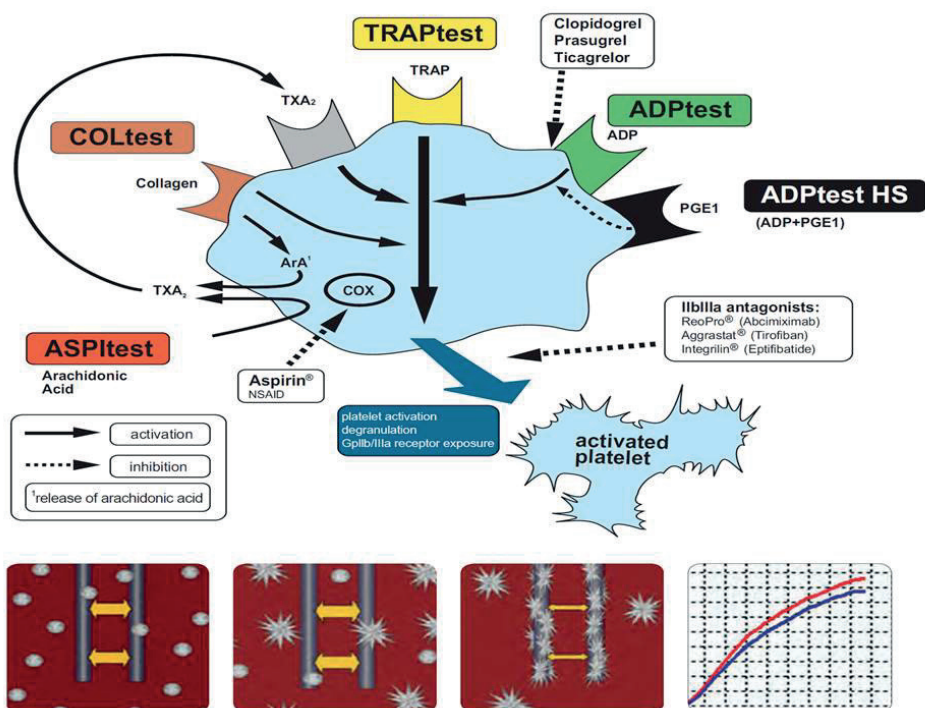 TRAPtest
TRAP
Clopidogrel
Prasugrel
Ticagrelor
TXA₂
ADPtest
ADP
COLtest
Collagen
PGE1
ADPtest HS
(ADP+PGE1)
ArA¹
TXA₂
COX
ASPItest
Arachidonic
Acid
Aspirin®
NSAID
IIbIIIa antagonists:
ReoPro® (Abcimiximab)
Aggrastat® (Tirofiban)
Integrilin® (Eptifibatide)
platelet activation
degranulation
GpIIb/IIIa receptor exposure
activated
platelet
activation
inhibition
¹release of arachidonic acid